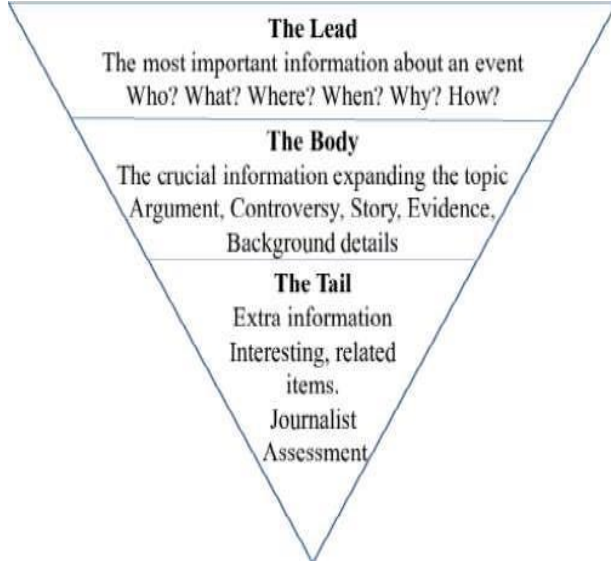 The Lead
The most important information about an event
Who? What? Where? When? Why? How?
The Body
The crucial information expanding the topic
Argument, Controversy, Story, Evidence,
Background details
The Tail
Extra information
Interesting, related
items.
Journalist
Assessment